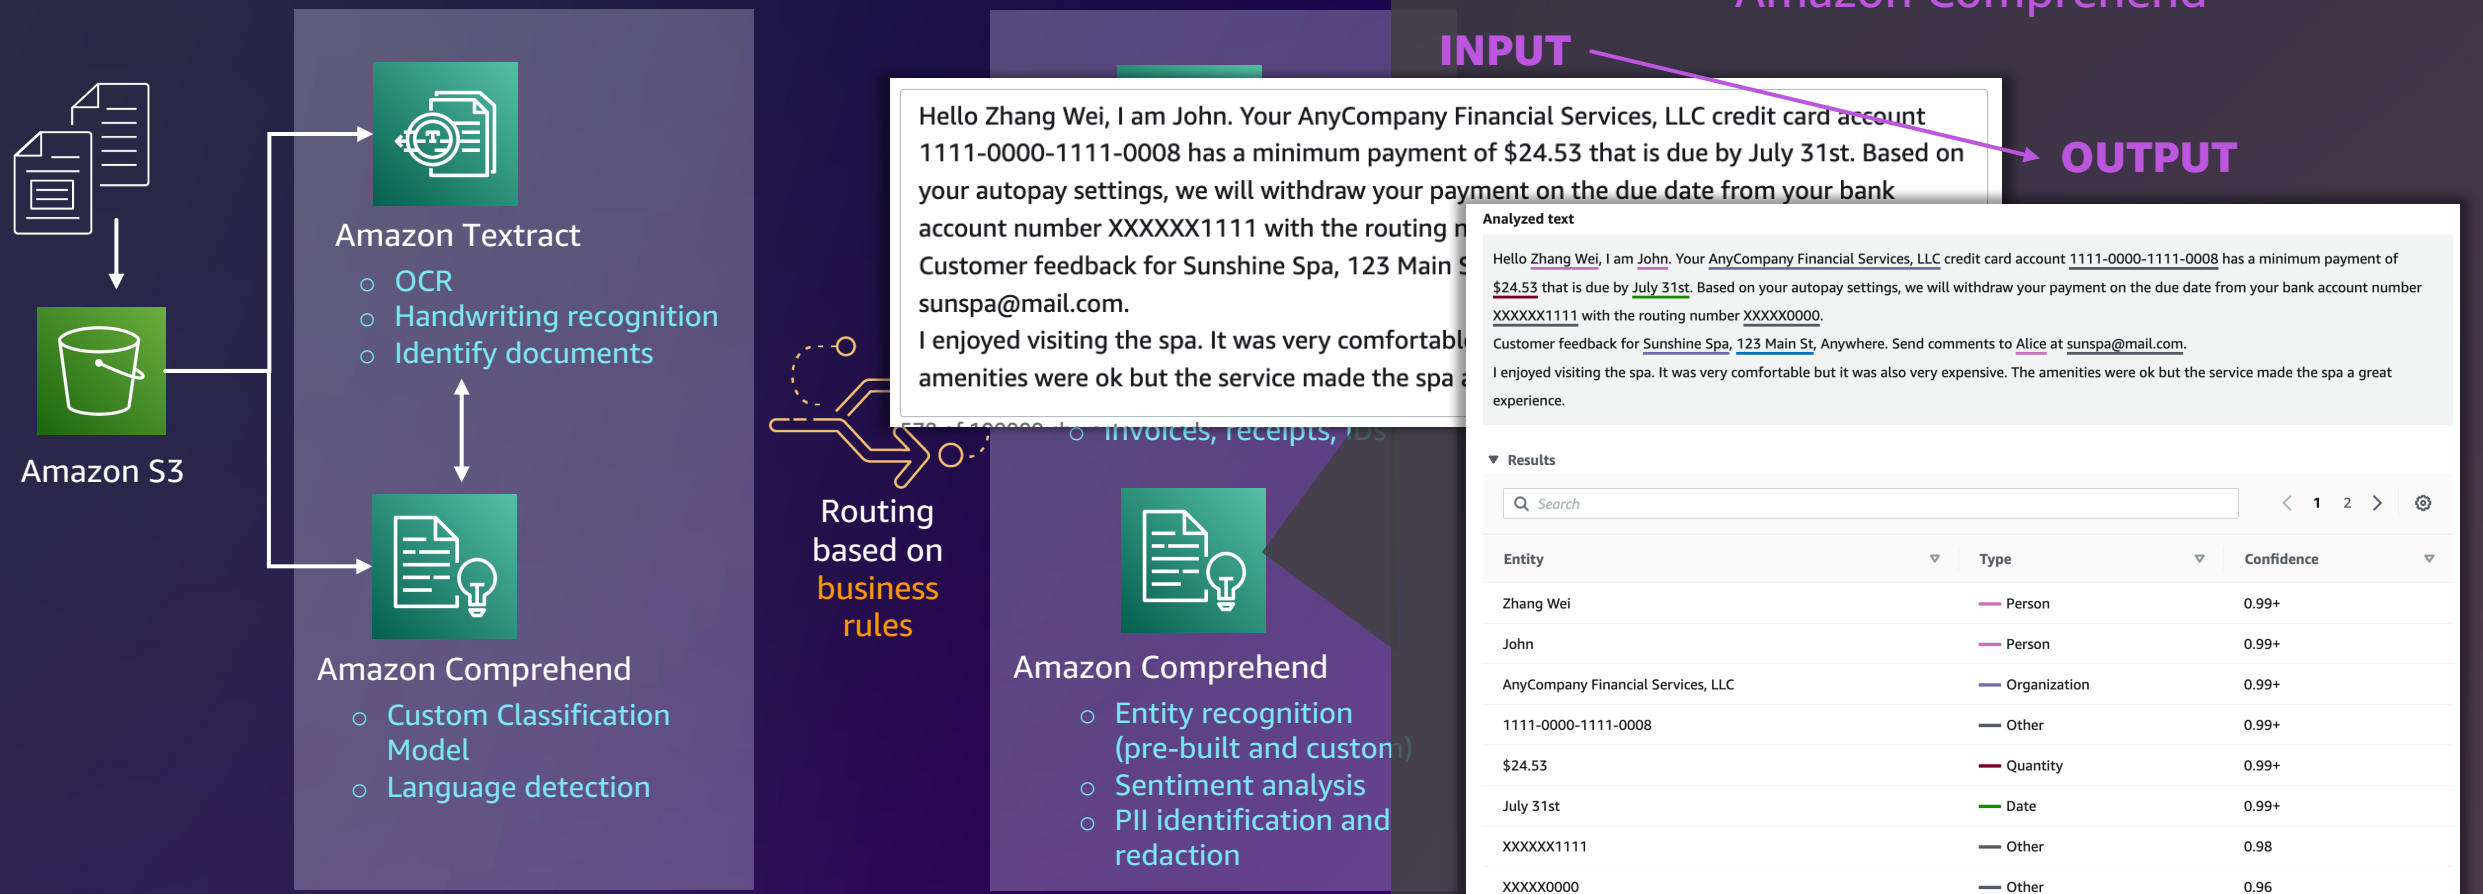 Amazon Comprehend
INPUT
OUTPUT
Amazon S3
Amazon Textract
OCR
Handwriting recognition
Identify documents
Amazon Comprehend
Custom Classification
Model
Language detection
Routing
based on
business
rules
Hello Zhang Wei, I am John. Your AnyCompany Financial Services, LLC credit card account
1111-0000-1111-0008 has a minimum payment of $24.53 that is due by July 31st. Based on
your autopay settings, we will withdraw your payment on the due date from your bank
account number XXXXXX1111 with the routing
Customer feedback for Sunshine Spa, 123 Main
sunspa@mail.com.
I enjoyed visiting the spa. It was very comfortabl
amenities were ok but the service made the spa
invoices, receipts, IDs
Amazon Comprehend
Entity recognition
(pre-built and custom)
Sentiment analysis
PII identification and
redaction
Analyzed text
Hello Zhang Wei, I am John. Your AnyCompany Financial Services, LLC credit card account 1111-0000-1111-0008 has a minimum payment of
$24.53 that is due by July 31st. Based on your autopay settings, we will withdraw your payment on the due date from your bank account number
XXXXXX1111 with the routing number XXXXX0000.
Customer feedback for Sunshine Spa, 123 Main St, Anywhere. Send comments to Alice at sunspa@mail.com.
I enjoyed visiting the spa. It was very comfortable but it was also very expensive. The amenities were ok but the service made the spa a great
experience.
Results
Search
1 2
Entity Type Confidence
Zhang Wei Person 0.99+
John Person 0.99+
AnyCompany Financial Services, LLC Organization 0.99+
1111-0000-1111-0008 Other 0.99+
$24.53 Quantity 0.99+
July 31st Date 0.99+
XXXXXX1111 Other 0.98
XXXXX0000 Other 0.96